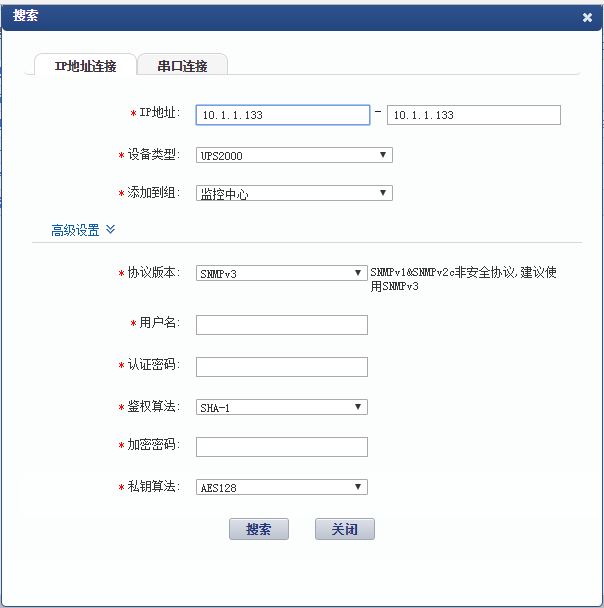 搜索
IP地址连接 串口连接
*IP地址: 10.1.1.133 - 10.1.1.133
*设备类型: UPS2000
*添加到组: 监控中心
高级设置
*协议版本: SNMPv3 SNMPv1&SNMPv2c非安全协议,建议使
用SNMPv3
*用户名:
*认证密码:
*鉴权算法: SHA-1
*加密密码:
*私钥算法: AES128
搜索 关闭